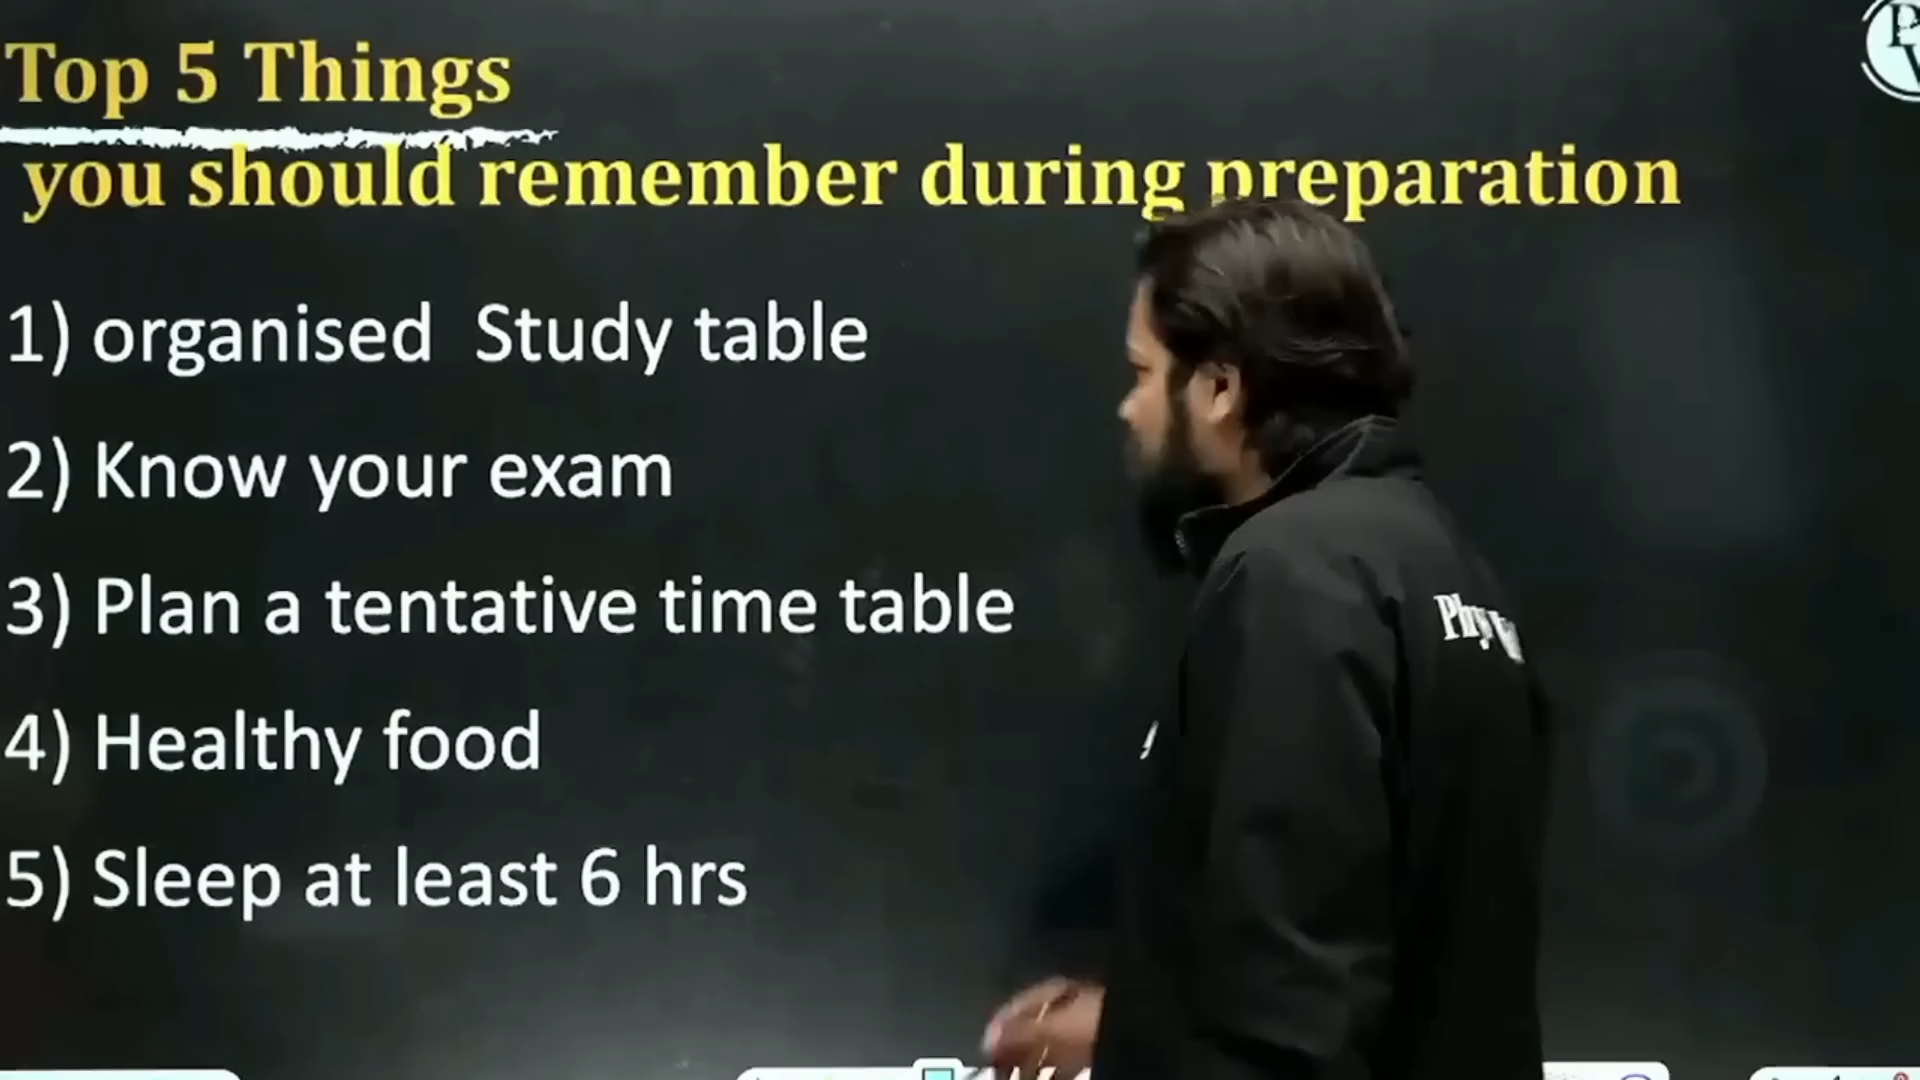 Top 5 Things
you should remember during preparation
1) organised Study table
2) Know your exam
3) Plan a tentative time table
4) Healthy food
5) Sleep at least 6 hrs